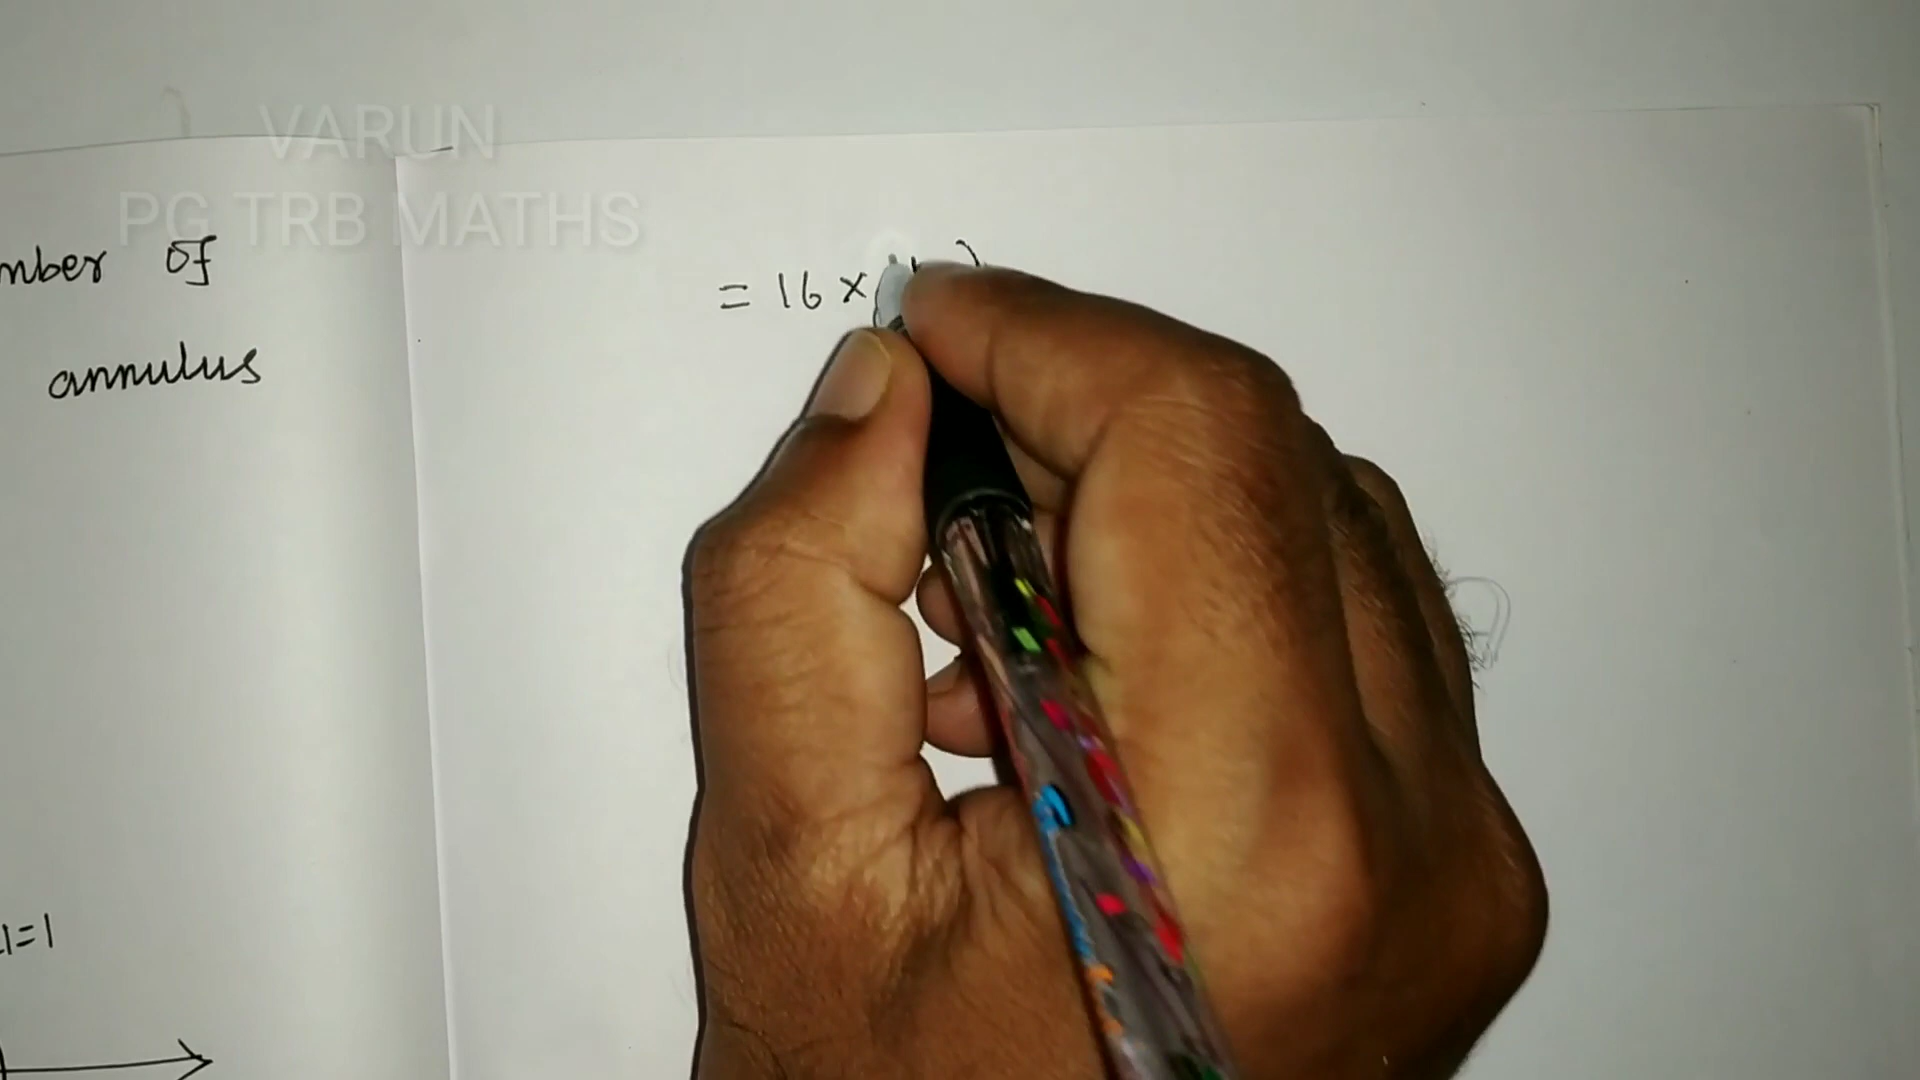 VARUN
PG TRB MATHS
mber of
annulus
1=1
= 16 ×